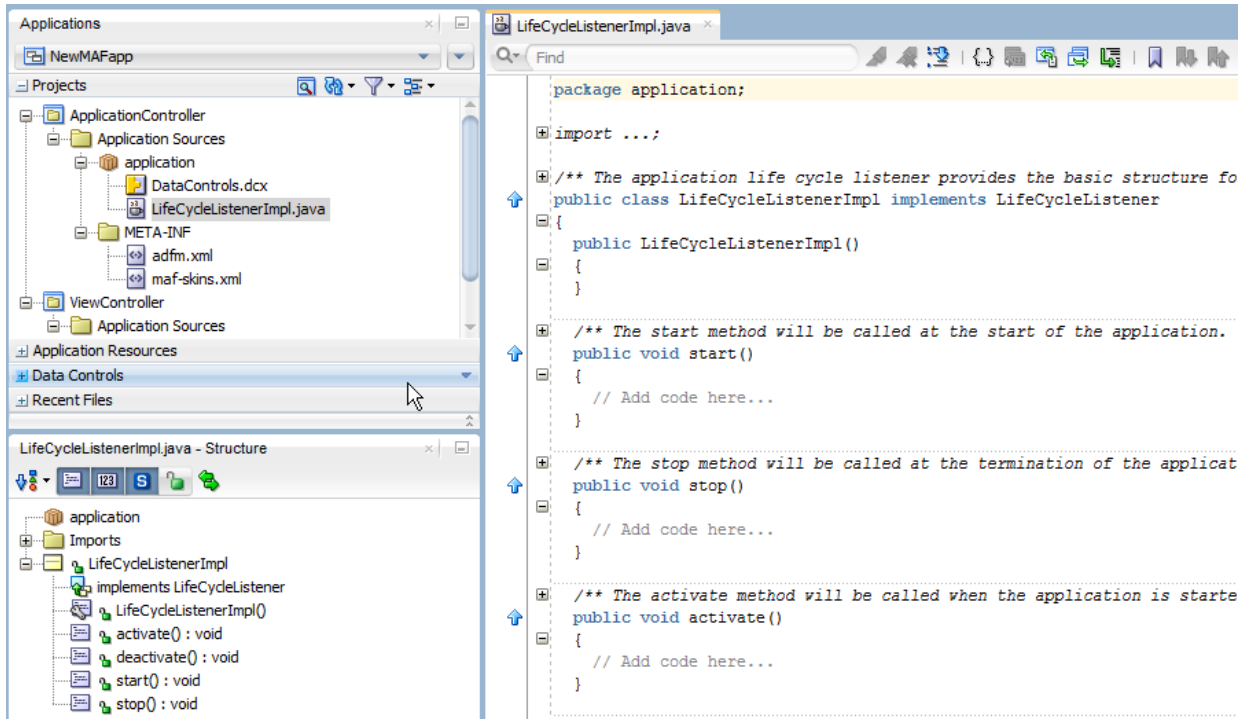 Applications
NewMAFapp
Projects
ApplicationController
Application Sources
application
DataControls.dcx
LifeCycleListenerImpl.java
META-INF
adfm.xml
maf-skins.xml
ViewController
Application Sources
Application Resources
Data Controls
Recent Files
LifeCycleListenerImpl.java - Structure
123
S
application
Imports
LifeCycleListenerImpl
implements LifeCycleListener
LifeCycleListenerImpl()
activate() : void
deactivate() : void
start() : void
stop() : void
LifeCycleListenerImpl.java
Find
package application;
import ...;
/** The application life cycle listener provides the basic structure fo
public class LifeCycleListenerImpl implements LifeCycleListener
{
public LifeCycleListenerImpl()
{
}
/** The start method will be called at the start of the application.
public void start()
{
// Add code here...
}
/** The stop method will be called at the termination of the applicat
public void stop()
{
// Add code here...
}
/** The activate method will be called when the application is starte
public void activate()
{
// Add code here...
}